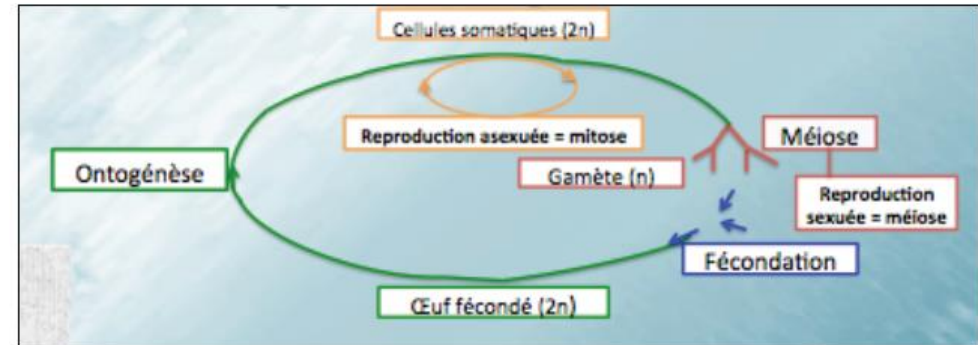 Cellules somatiques (2n)
Reproduction asexuée = mitose
Méiose
Ontogénèse
Gamète (n)
Reproduction
sexuée = méiose
Fécondation
Œuf fécondé (2n)